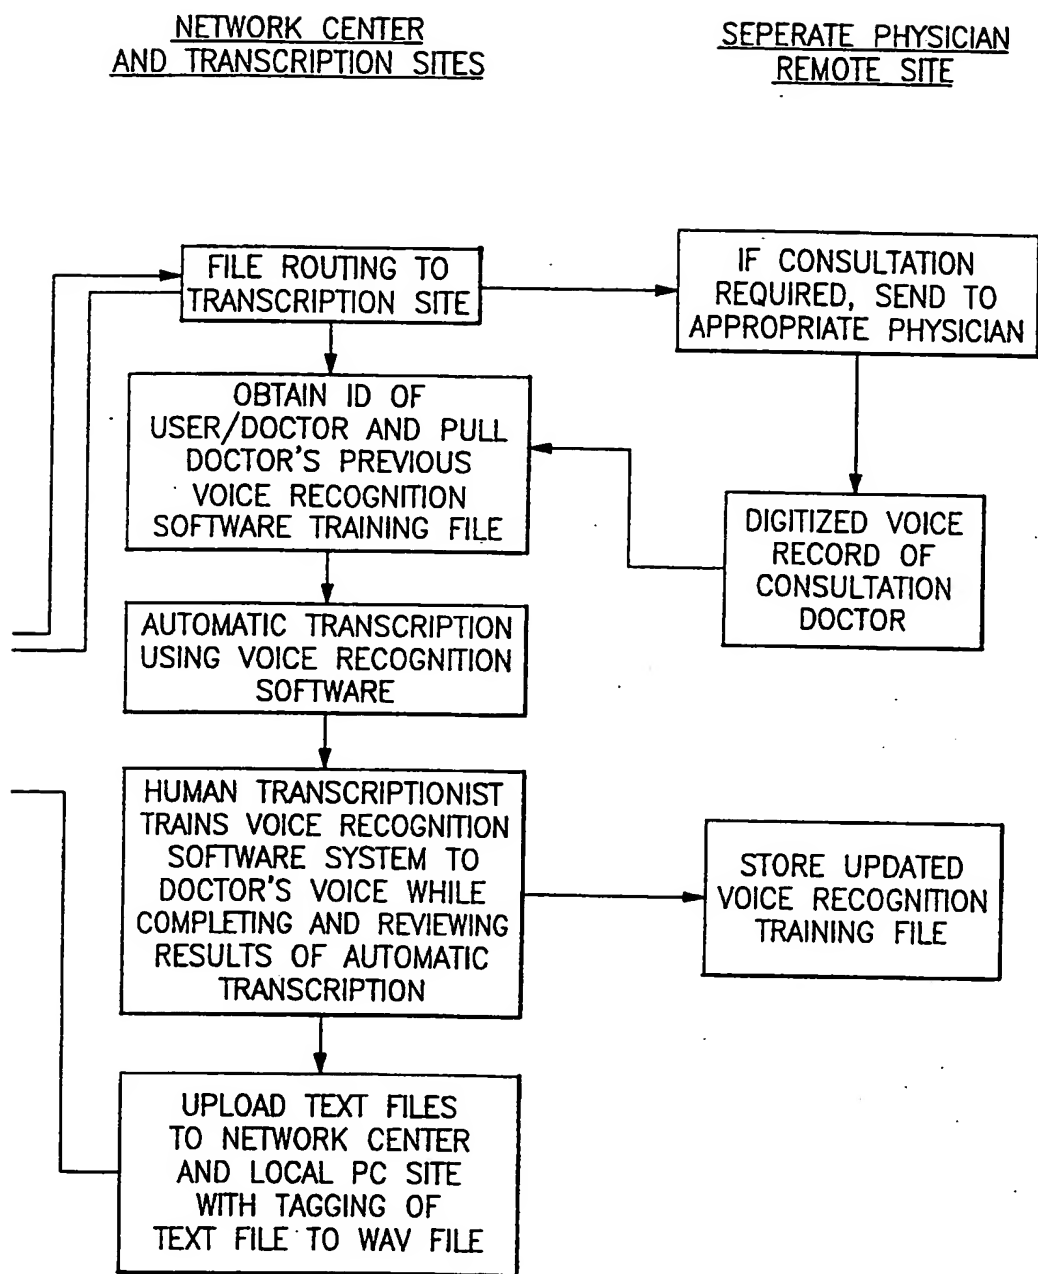 NETWORK CENTER
AND TRANSCRIPTION SITES
SEPERATE PHYSICIAN
REMOTE SITE
FILE ROUTING TO
TRANSCRIPTION SITE
IF CONSULTATION
REQUIRED, SEND TO
APPROPRIATE PHYSICIAN
OBTAIN ID OF
USER/DOCTOR AND PULL
DOCTOR'S PREVIOUS
VOICE RECOGNITION
SOFTWARE TRAINING FILE
DIGITIZED VOICE
RECORD OF
CONSULTATION
DOCTOR
AUTOMATIC TRANSCRIPTION
USING VOICE RECOGNITION
SOFTWARE
HUMAN TRANSCRIPTIONIST
TRAINS VOICE RECOGNITION
SOFTWARE SYSTEM TO
DOCTOR'S VOICE WHILE
COMPLETING AND REVIEWING
RESULTS OF AUTOMATIC
TRANSCRIPTION
STORE UPDATED
VOICE RECOGNITION
TRAINING FILE
UPLOAD TEXT FILES
TO NETWORK CENTER
AND LOCAL PC SITE
WITH TAGGING OF
TEXT FILE TO WAV FILE